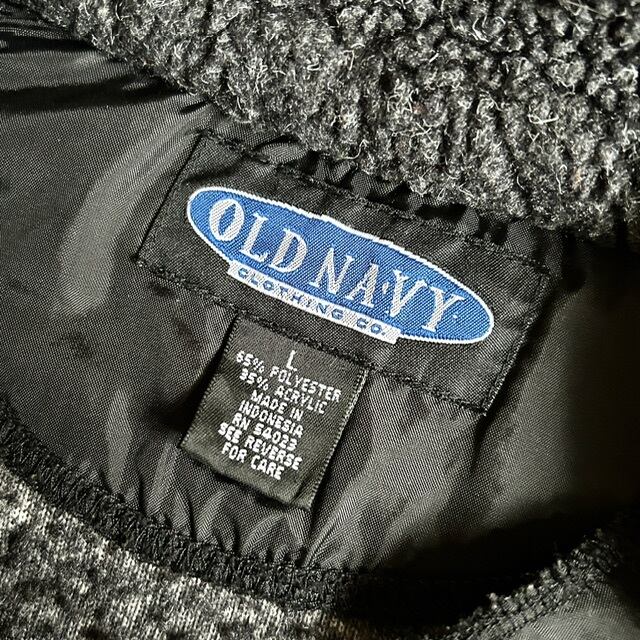 OLD NAVY
CLOTHING CO.
L
65% POLYESTER
35% ACRYLIC
MADE IN
INDONESIA
RN 54023
SEE REVERSE
FOR CARE